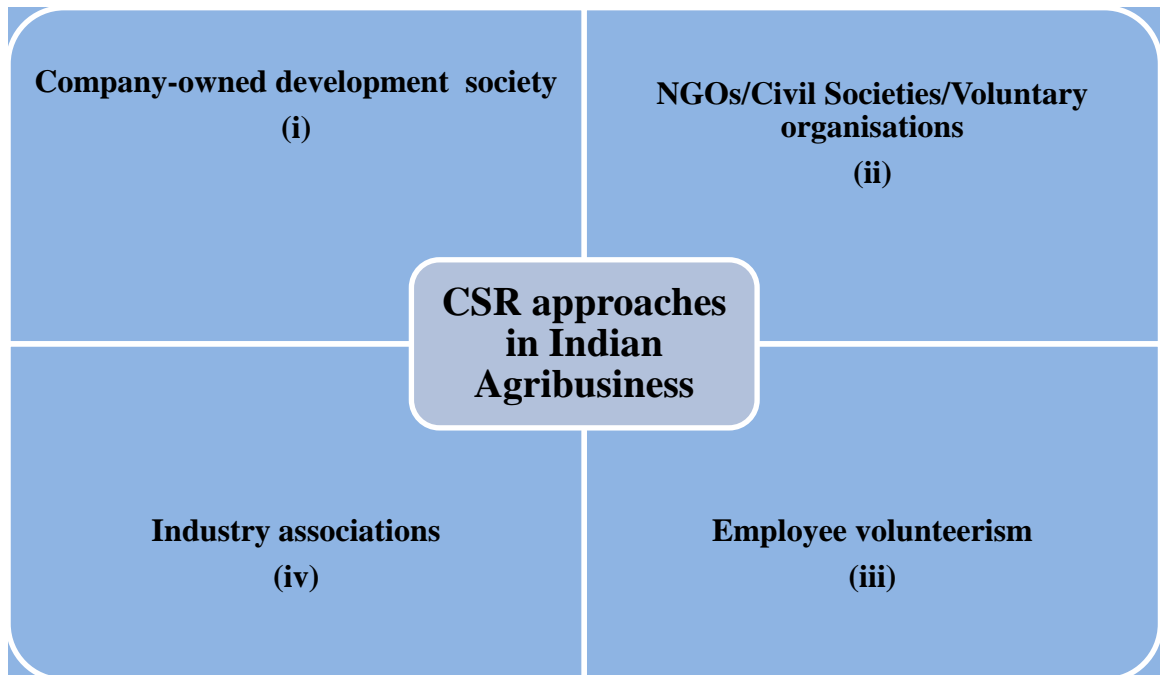 Company-owned development society
(i)
NGOs/Civil Societies/Voluntary
organisations
(ii)
CSR approaches
in Indian
Agribusiness
Industry associations
(iv)
Employee volunteerism
(iii)